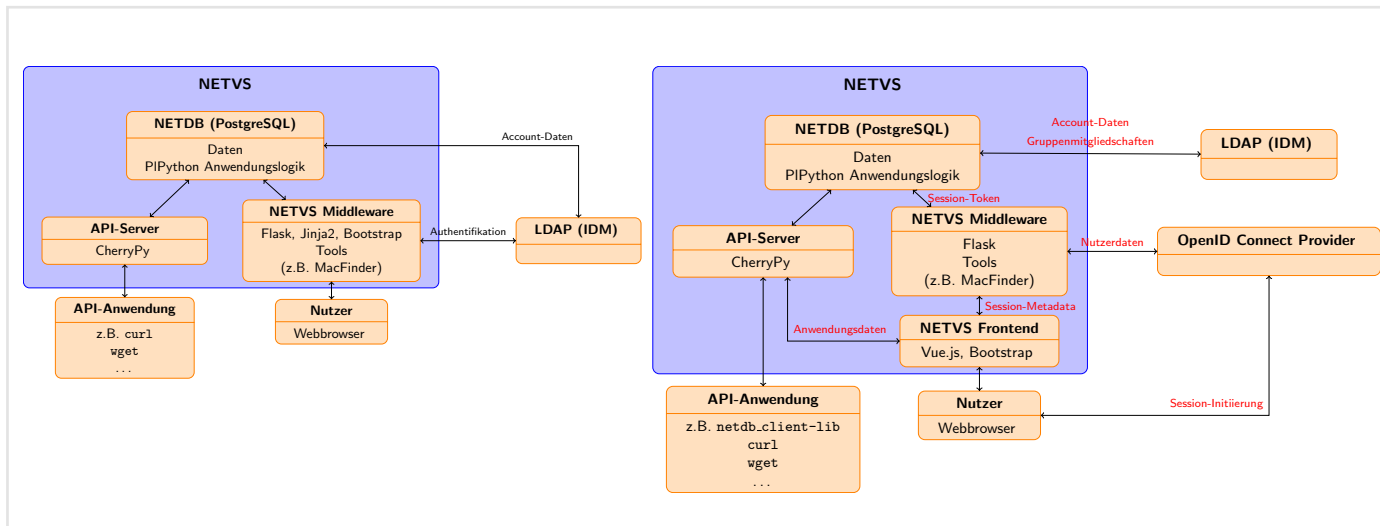 NETVS
NETDB (PostgreSQL)
Daten
PlPython Anwendungslogik
Account-Daten
API-Server
CherryPy
NETVS Middleware
Flask, Jinja2, Bootstrap
Tools
(z.B. MacFinder)
Authentifikation
LDAP (IDM)
API-Anwendung
z.B. curl
wget
...
Nutzer
Webbrowser
NETVS
NETDB (PostgreSQL)
Daten
PlPython Anwendungslogik
Account-Daten
Gruppenmitgliedschaften
LDAP (IDM)
Session-Token
API-Server
CherryPy
NETVS Middleware
Flask
Tools
(z.B. MacFinder)
Nutzerdaten
OpenID Connect Provider
Session-Metadata
Anwendungsdaten
NETVS Frontend
Vue.js, Bootstrap
API-Anwendung
z.B. netdb_client-lib
curl
wget
...
Nutzer
Webbrowser
Session-Initiierung